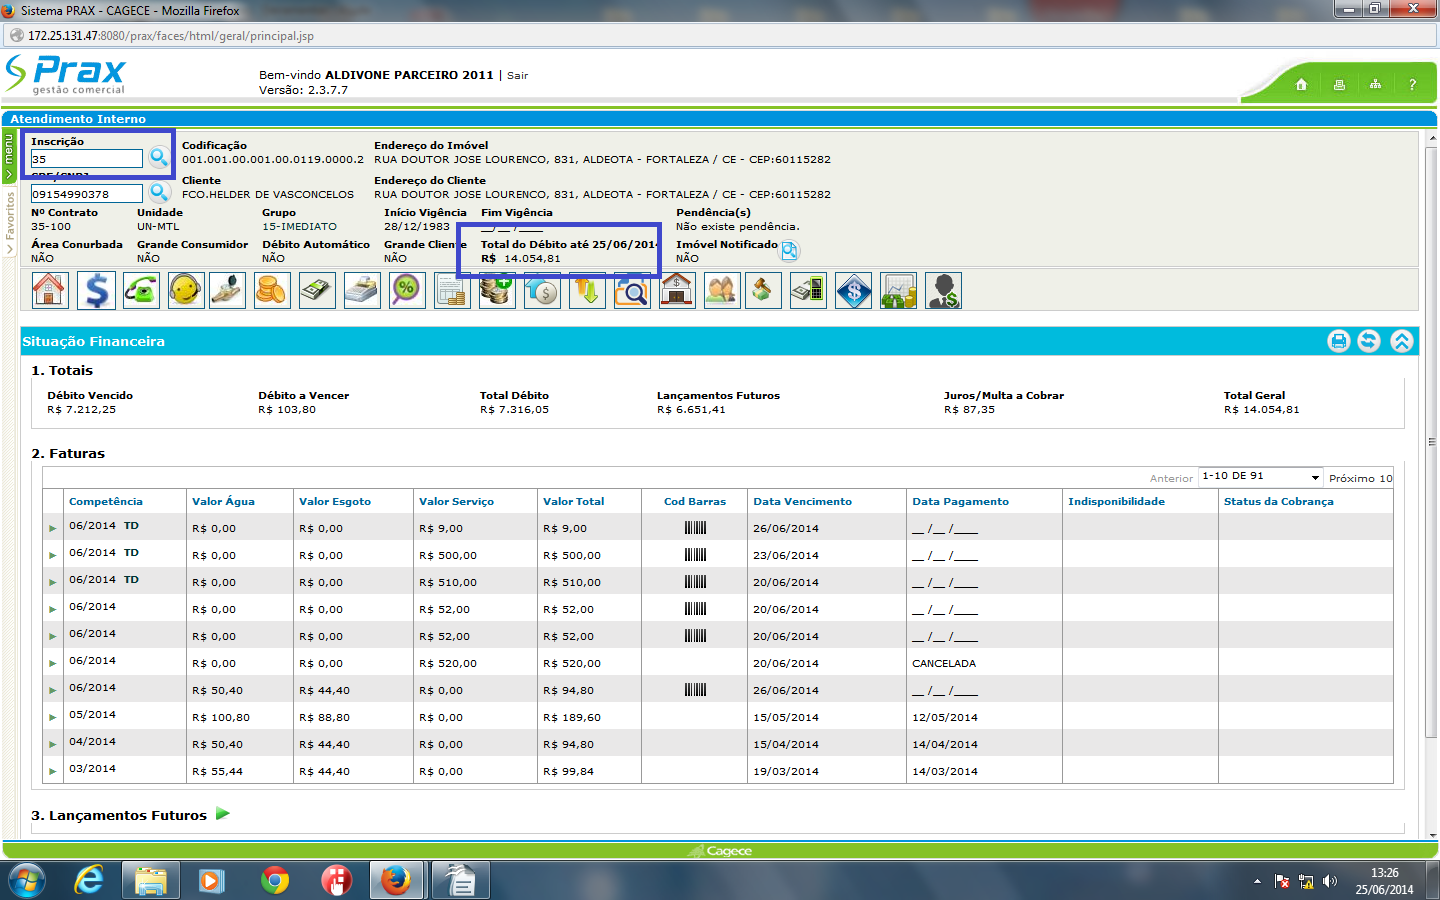 Sistema PRAX - CAGECE - Mozilla Firefox
172.25.131.47:8080/prax/faces/html/geral/principal.jsp
Prax
gestão comercial
Bem-vindo ALDIVONE PARCEIRO 2011 | Sair
Versão: 2.3.7.7
?
Atendimento Interno
menu
Favoritos
Inscrição
35
Codificação
001.001.00.001.00.0119.0000.2
Endereço do Imóvel
RUA DOUTOR JOSE LOURENCO, 831, ALDEOTA - FORTALEZA / CE - CEP:60115282
09154990378
Cliente
FCO.HELDER DE VASCONCELOS
Endereço do Cliente
RUA DOUTOR JOSE LOURENCO, 831, ALDEOTA - FORTALEZA / CE - CEP:60115282
Nº Contrato Unidade Grupo Início Vigência Fim Vigência Pendência(s)
35-100 UN-MTL 15-IMEDIATO 28/12/1983 __/__/____ Não existe pendência.
Área Conurbada Grande Consumidor Débito Automático Grande Cliente Total do Débito até 25/06/2014 Imóvel Notificado
NÃO NÃO NÃO NÃO R$ 14.054,81 NÃO
Situação Financeira
1. Totais
Débito Vencido Débito a Vencer Total Débito Lançamentos Futuros Juros/Multa a Cobrar Total Geral
R$ 7.212,25 R$ 103,80 R$ 7.316,05 R$ 6.651,41 R$ 87,35 R$ 14.054,81
2. Faturas
Anterior 1-10 DE 91 Próximo 10
Competência Valor Água Valor Esgoto Valor Serviço Valor Total Cod Barras Data Vencimento Data Pagamento Indisponibilidade Status da Cobrança
06/2014 TD R$ 0,00 R$ 0,00 R$ 9,00 R$ 9,00 26/06/2014 __ /__ /____
06/2014 TD R$ 0,00 R$ 0,00 R$ 500,00 R$ 500,00 23/06/2014 __ /__ /____
06/2014 TD R$ 0,00 R$ 0,00 R$ 510,00 R$ 510,00 20/06/2014 __ /__ /____
06/2014 R$ 0,00 R$ 0,00 R$ 52,00 R$ 52,00 20/06/2014 __ /__ /____
06/2014 R$ 0,00 R$ 0,00 R$ 52,00 R$ 52,00 20/06/2014 __ /__ /____
06/2014 R$ 0,00 R$ 0,00 R$ 520,00 R$ 520,00 20/06/2014 CANCELADA
06/2014 R$ 50,40 R$ 44,40 R$ 0,00 R$ 94,80 26/06/2014 __ /__ /____
05/2014 R$ 100,80 R$ 88,80 R$ 0,00 R$ 189,60 15/05/2014 12/05/2014
04/2014 R$ 50,40 R$ 44,40 R$ 0,00 R$ 94,80 15/04/2014 14/04/2014
03/2014 R$ 55,44 R$ 44,40 R$ 0,00 R$ 99,84 19/03/2014 14/03/2014
3. Lançamentos Futuros
Cagece
13:26
25/06/2014